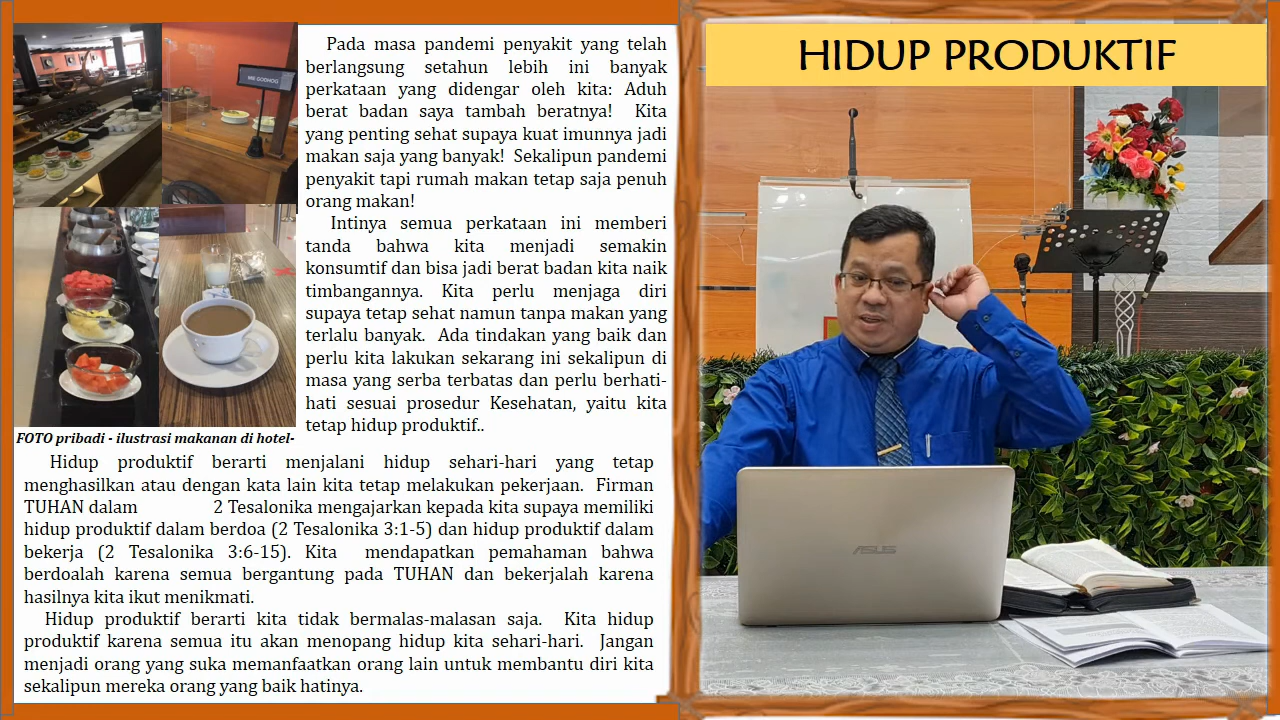 Pada masa pandemi penyakit yang telah
berlangsung setahun lebih ini banyak
perkataan yang didengar oleh kita: Aduh
berat badan saya tambah beratnya! Kita
yang penting sehat supaya kuat imunnya jadi
makan saja yang banyak! Sekalipun pandemi
penyakit tapi rumah makan tetap saja penuh
orang makan!
Intinya semua perkataan ini memberi
tanda bahwa kita menjadi semakin
konsumtif dan bisa jadi berat badan kita naik
timbangannya. Kita perlu menjaga diri
supaya tetap sehat namun tanpa makan yang
terlalu banyak. Ada tindakan yang baik dan
perlu kita lakukan sekarang ini sekalipun di
masa yang serba terbatas dan perlu berhati-
hati sesuai prosedur Kesehatan, yaitu kita
tetap hidup produktif..
FOTO pribadi - ilustrasi makanan di hotel-
Hidup produktif berarti menjalani hidup sehari-hari yang tetap
menghasilkan atau dengan kata lain kita tetap melakukan pekerjaan. Firman
TUHAN dalam 2 Tesalonika mengajarkan kepada kita supaya memiliki
hidup produktif dalam berdoa (2 Tesalonika 3:1-5) dan hidup produktif dalam
bekerja (2 Tesalonika 3:6-15). Kita mendapatkan pemahaman bahwa
berdoalah karena semua bergantung pada TUHAN dan bekerjalah karena
hasilnya kita ikut menikmati.
Hidup produktif berarti kita tidak bermalas-malasan saja. Kita hidup
produktif karena semua itu akan menopang hidup kita sehari-hari. Jangan
menjadi orang yang suka memanfaatkan orang lain untuk membantu diri kita
sekalipun mereka orang yang baik hatinya.
HIDUP PRODUKTIF
MIE GODHOG
ASUS